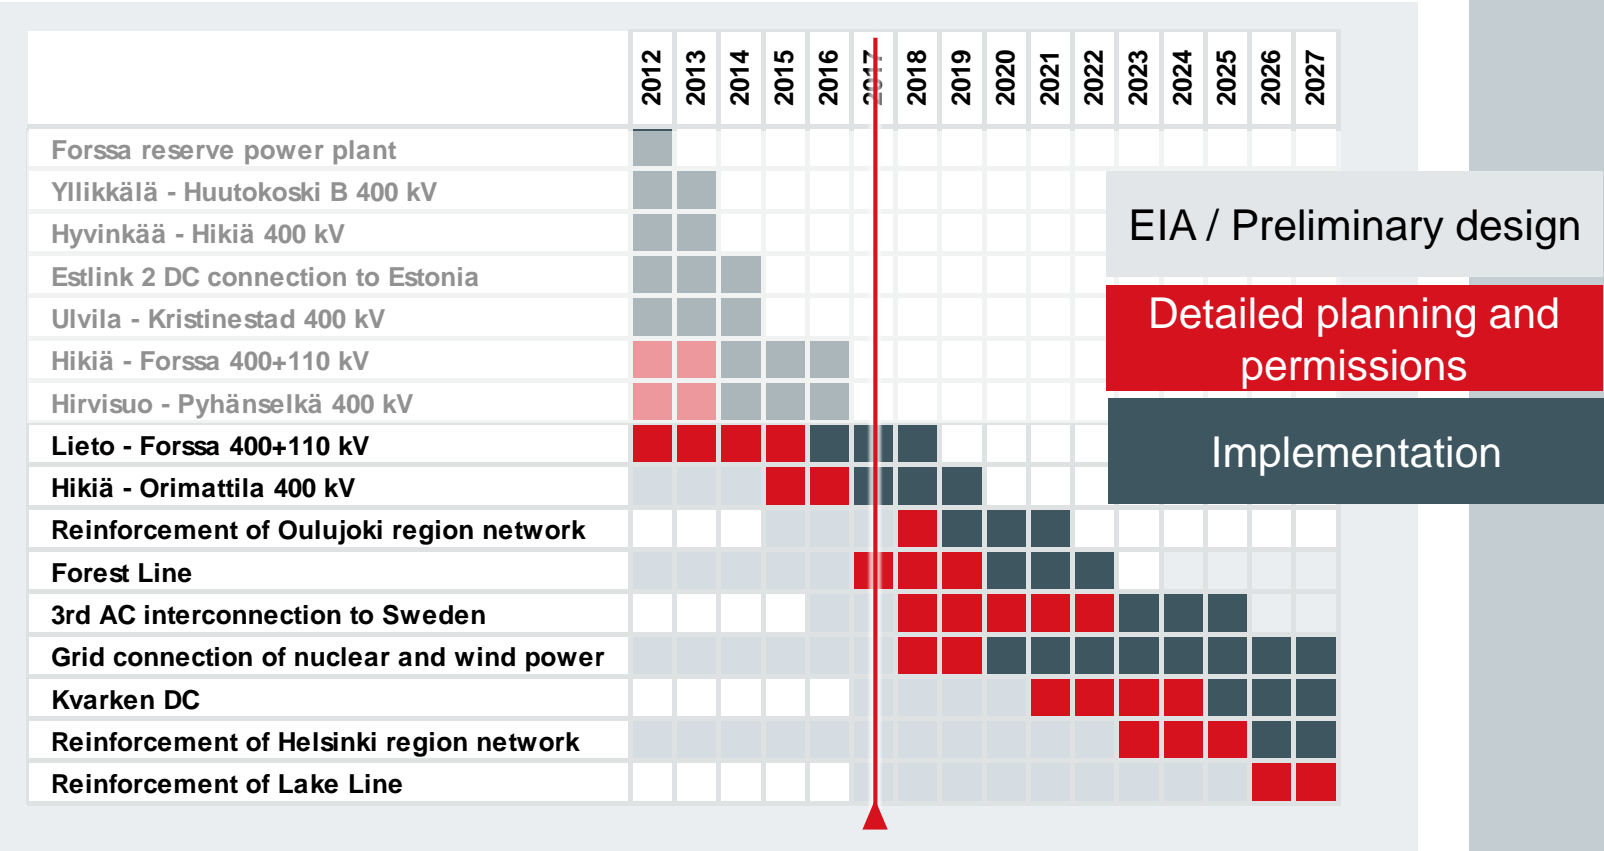 2012 2013 2014 2015 2016 2017 2018 2019 2020 2021 2022 2023 2024 2025 2026 2027
Forssa reserve power plant
Yllikkälä - Huutokoski B 400 kV
Hyvinkää - Hikiä 400 kV
Estlink 2 DC connection to Estonia
Ulvila - Kristinestad 400 kV
Hikiä - Forssa 400+110 kV
Hirvisuo - Pyhänselkä 400 kV
Lieto - Forssa 400+110 kV
Hikiä - Orimattila 400 kV
Reinforcement of Oulujoki region network
Forest Line
3rd AC interconnection to Sweden
Grid connection of nuclear and wind power
Kvarken DC
Reinforcement of Helsinki region network
Reinforcement of Lake Line
EIA / Preliminary design
Detailed planning and
permissions
Implementation